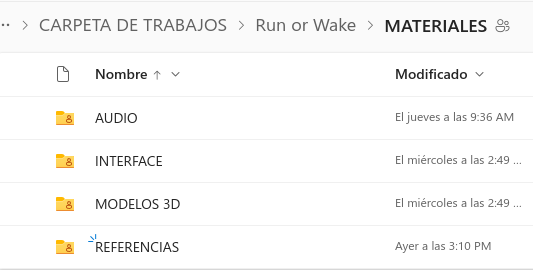 ··· > CARPETA DE TRABAJOS > Run or Wake > MATERIALES
Nombre ↑ Modificado
AUDIO El jueves a las 9:36 AM
INTERFACE El miércoles a las 2:49 ...
MODELOS 3D El miércoles a las 2:49 ...
REFERENCIAS Ayer a las 3:10 PM